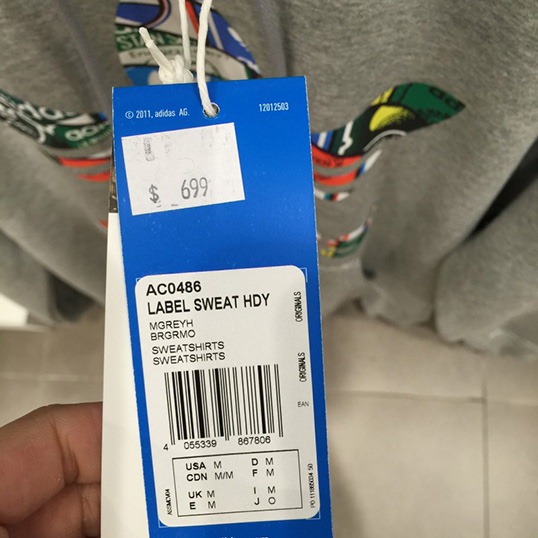 STAN S
© 2011, adidas AG.
12012503
699
AC0486
LABEL SWEAT HDY
MGREYH
BRGRMO
SWEATSHIRTS
SWEATSHIRTS
ORIGINALS
ORIGINALS
EAN
4 055339 867806
USA M D M
CDN M/M F M
UK M I M
E M J O